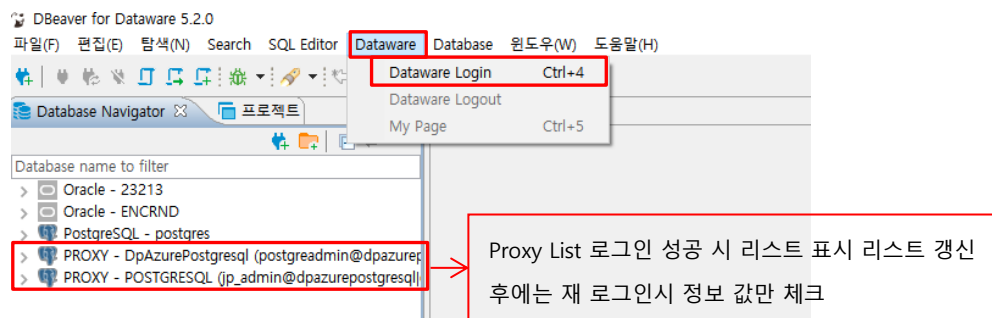 DBeaver for Dataware 5.2.0
파일(F) 편집(E) 탐색(N) Search SQL Editor Dataware Database 윈도우(W) 도움말(H)
Dataware Login Ctrl+4
Dataware Logout
My Page Ctrl+5
Database Navigator 프로젝트
Database name to filter
Oracle - 23213
Oracle - ENCRND
PostgreSQL - postgres
PROXY - DpAzurePostgresql (postgreadmin@dpazurep
PROXY - POSTGRESQL (jp_admin@dpazurepostgresql
Proxy List 로그인 성공 시 리스트 표시 리스트 갱신
후에는 재 로그인시 정보 값만 체크